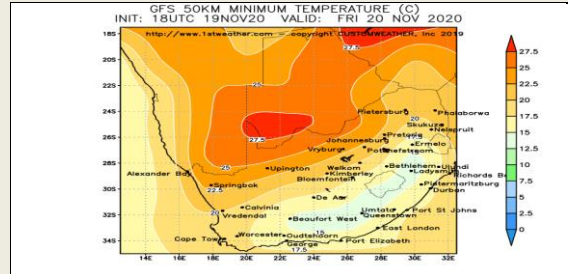 GFS 50KM MINIMUM TEMPERATURE (C)
INIT: 18UTC 19NOV20 VALID: FRI 20 NOV 2020
http://www.1stweather.com – copyright CUSTOMWEATHER, Inc 2019
18S
20S
22S
24S
26S
28S
30S
32S
34S
14E
16E
18E
20E
22E
24E
26E
28E
30E
32E
27.5
25
27.5
25
22.5
20
20
17.5
15
15
17.5
Pietersburg
Phalaborwa
Skukuza
Nelspruit
Pretoria
Johannesburg
Ermelo
Vryburg
Potchefstroom
Welkom
Bethlehem
Ulundi
Ladysmith
Richards Ba
Alexander Bay
Upington
Kimberley
Springbok
Bloemfontein
Pietermaritzburg
Durban
De Aar
Calvinia
Vredendal
Umtata
Port St Johns
Beaufort West
Queenstown
Worcester
Oudtshoorn
East London
Cape Town
George
Port Elizabeth
27.5
25
22.5
20
17.5
15
12.5
10
7.5
5
2.5
0